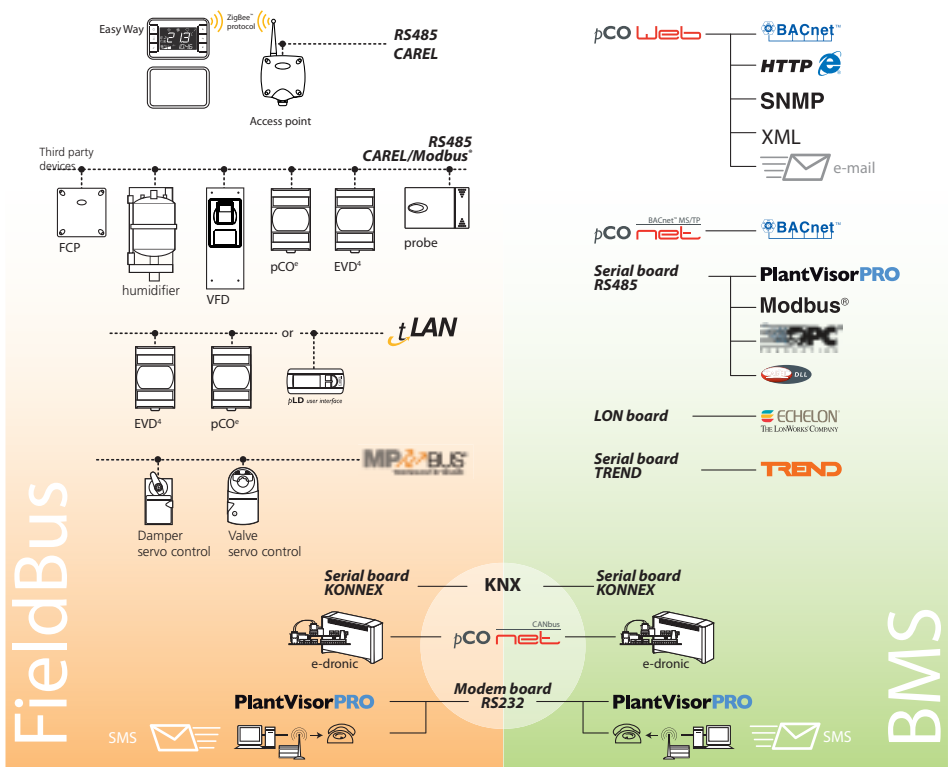 Easy Way
ZigBee™
protocol
RS485
CAREL
Access point
Third party
devices
RS485
CAREL/Modbus®
FCP
humidifier
VFD
pCOe
EVD4
probe
or
tLAN
EVD4
pCOe
pLD user interface
MP BUS
Damper
servo control
Valve
servo control
FieldBus
pCO Web
BACnet™
HTTP
SNMP
XML
e-mail
BACnet™ MS/TP
pCO net
BACnet™
Serial board
RS485
PlantVisorPRO
Modbus®
OPC
DLL
LON board
ECHELON®
THE LONWORKS COMPANY
Serial board
TREND
TREND
BMS
Serial board
KONNEX
KNX
Serial board
KONNEX
e-dronic
CANbus
pCO net
e-dronic
PlantVisorPRO
Modem board
RS232
PlantVisorPRO
SMS
SMS